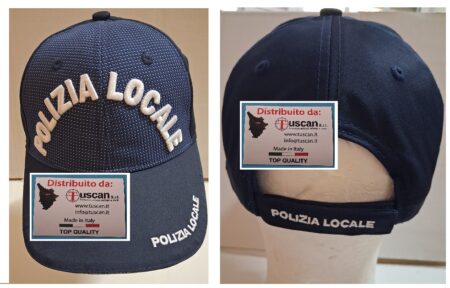 POLIZIA LOCALE
Distribuito da:
Tuscan s.r.l.
www.tuscan.it
info@tuscan.it
Made in Italy
TOP QUALITY
POLIZIA LOCALE
Distribuito da:
Tuscan s.r.l.
www.tuscan.it
info@tuscan.it
Made in Italy
TOP QUALITY
POLIZIA LOCALE